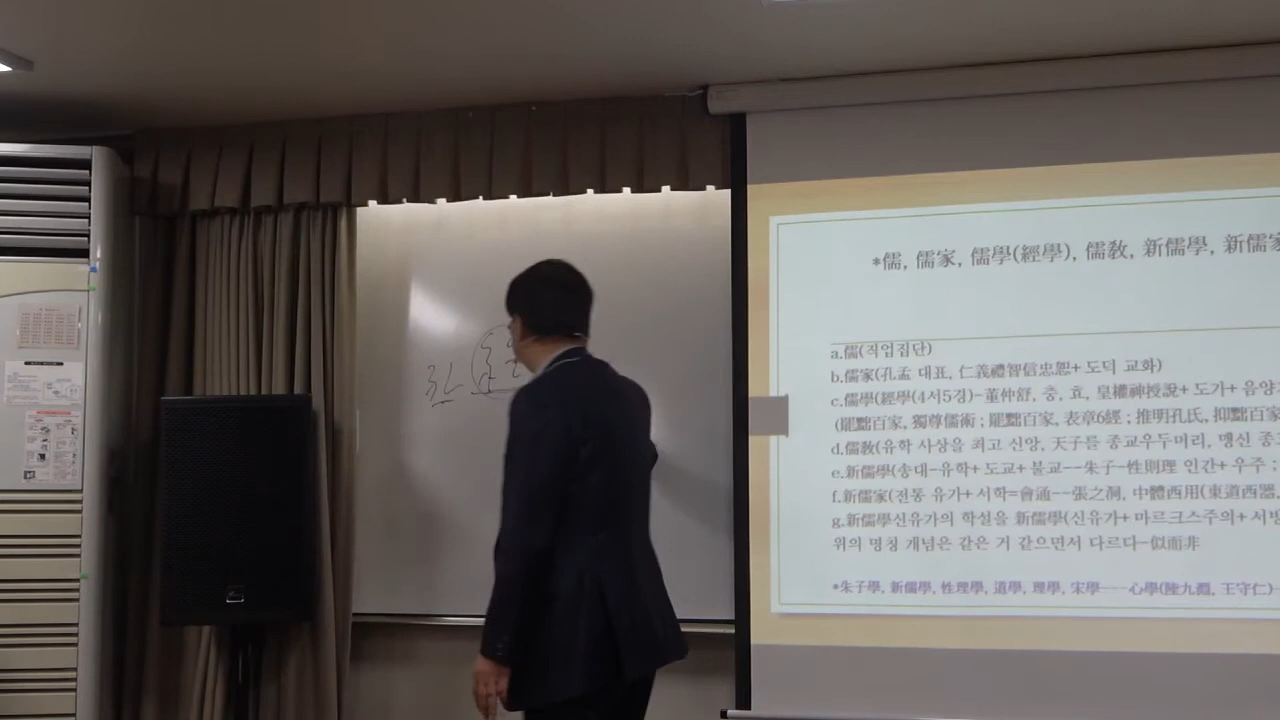 *儒, 儒家, 儒學(經學), 儒敎, 新儒學, 新儒家
a.儒(직업집단)
b.儒家(孔孟 대표, 仁義禮智信忠恕+ 도덕 교화)
c.儒學(經學(4서5경)-董仲舒, 충, 효, 皇權神授說+ 도가+ 음양
(罷黜百家, 獨尊儒術 ; 罷黜百家, 表章6經 ; 推明孔氏, 抑黜百家
d.儒敎(유학 사상을 최고 신앙, 天子를 종교우두머리, 맹신 종
e.新儒學(송대-유학+ 도교+ 불교--朱子-性則理 인간+ 우주 ;
f.新儒家(전통 유가+ 서학=會通--張之洞, 中體西用(東道西器,
g.新儒學신유가의 학설을 新儒學(신유가+ 마르크스주의+ 서방
위의 명칭 개념은 같은 거 같으면서 다르다-似而非
*朱子學, 新儒學, 性理學, 道學, 理學, 宋學---心學(陸九淵, 王守仁)